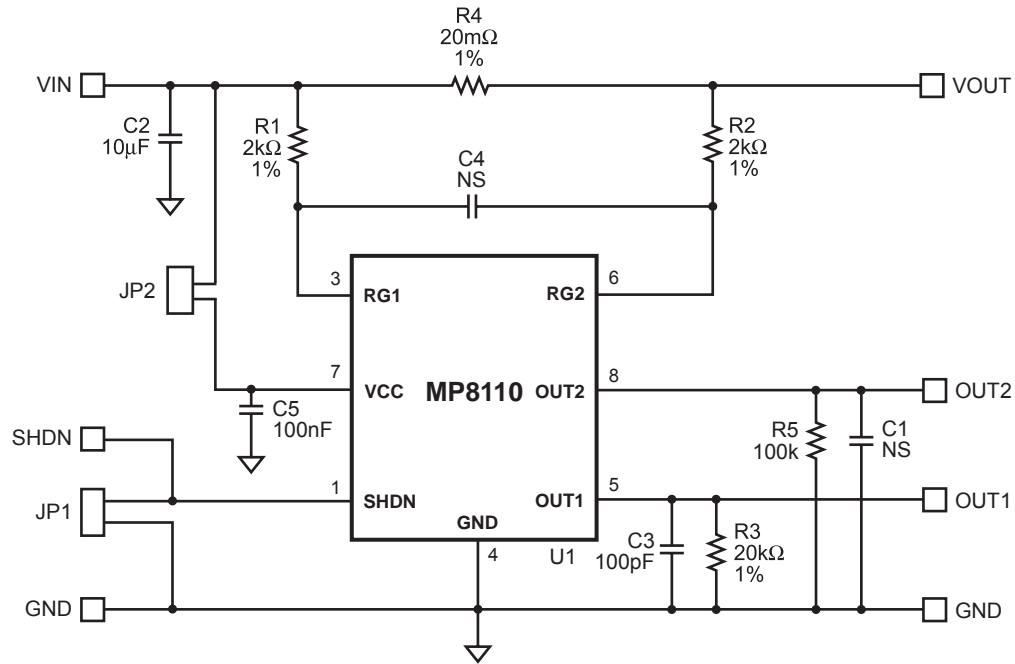 R4
20mΩ
1%
VIN
VOUT
C2
10μF
R1
2kΩ
1%
R2
2kΩ
1%
C4
NS
JP2
3
RG1
6
RG2
7
VCC
MP8110
OUT2
8
OUT2
C5
100nF
R5
100k
C1
NS
SHDN
JP1
1
SHDN
OUT1
5
OUT1
GND
4
U1
C3
100pF
R3
20kΩ
1%
GND
GND